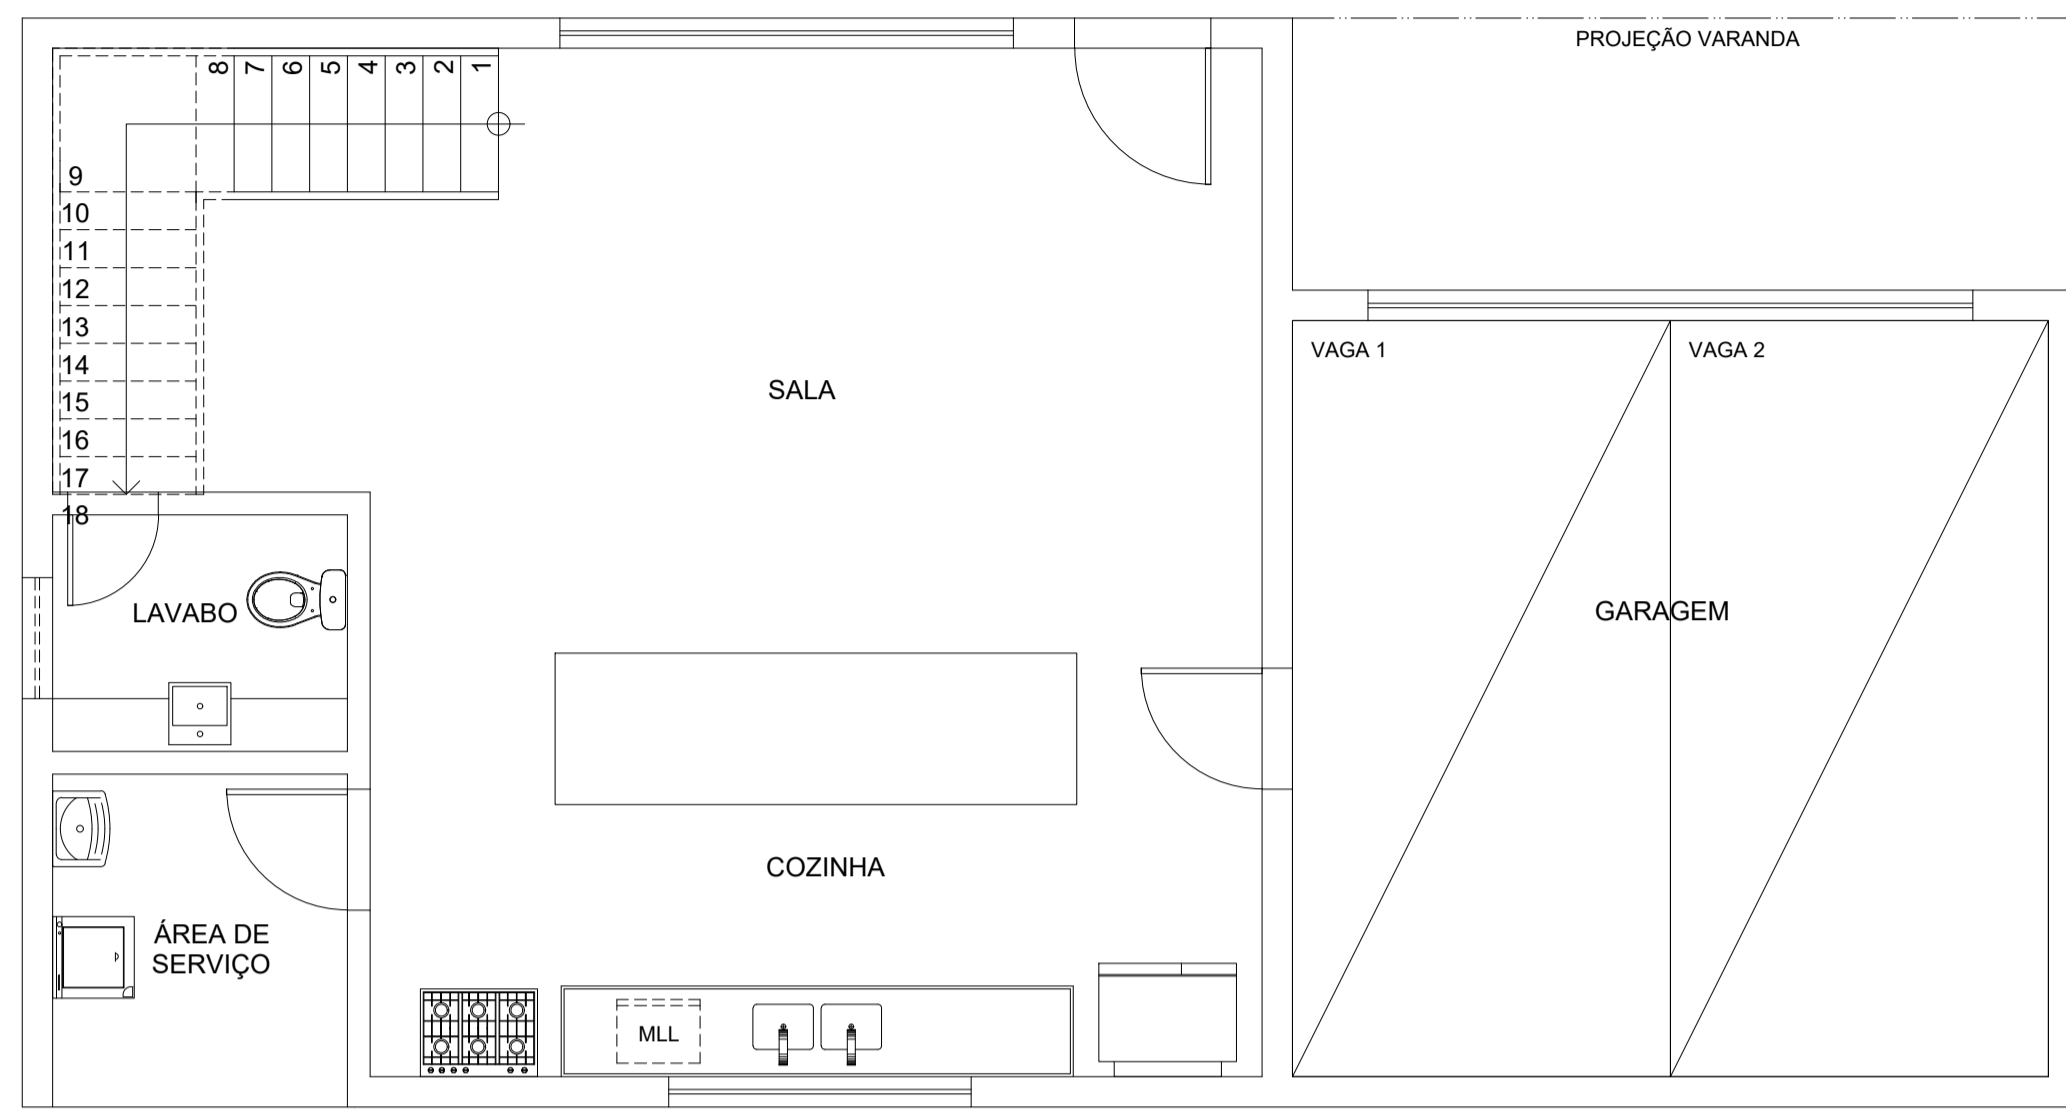 PROJEÇÃO VARANDA
8 7 6 5 4 3 2 1
9
10
11
12
13
14
15
16
17
18
VAGA 1
VAGA 2
SALA
LAVABO
GARAGEM
COZINHA
ÁREA DE
SERVIÇO
MLL